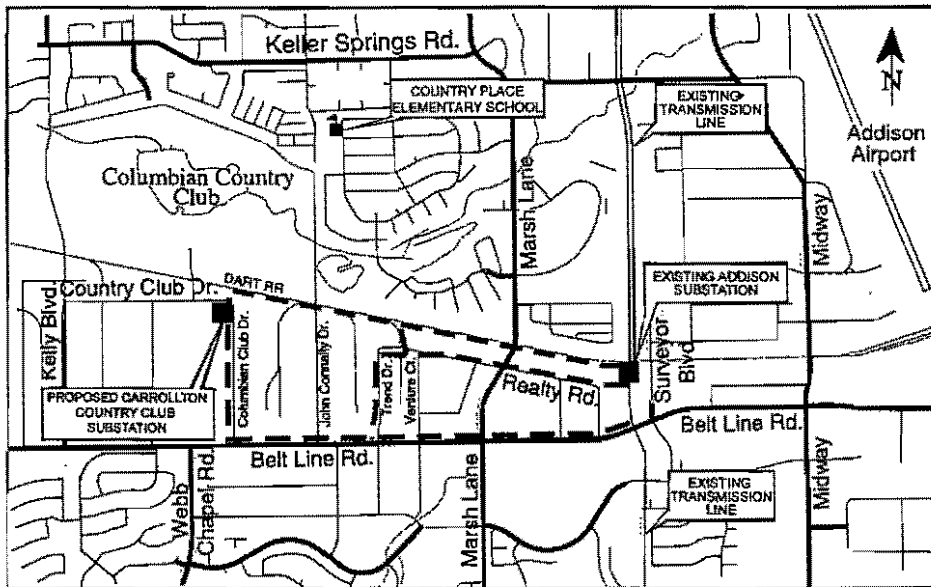 Keller Springs Rd.
COUNTRY PLACE
ELEMENTARY SCHOOL
EXISTING
TRANSMISSION
LINE
N
Addison
Airport
Columbian Country
Club
Marsh Lane
Midway
Country Club Dr.
DART RR
EXISTING ADDISON
SUBSTATION
Kelly Blvd.
Columbian Club Dr.
John Connally Dr.
Trend Dr.
Venture Ct.
Realty Rd.
Surveyor
Blvd
PROPOSED CARROLLTON
COUNTRY CLUB
SUBSTATION
Belt Line Rd.
Belt Line Rd.
Webb
Chapel Rd.
Marsh Lane
EXISTING
TRANSMISSION
LINE
Midway